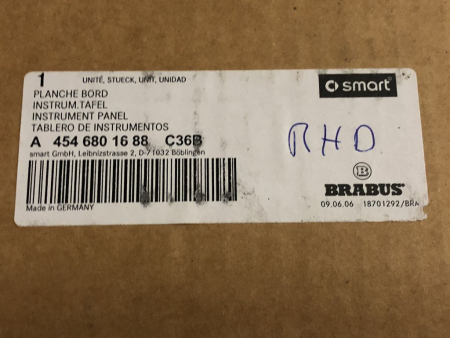 1 UNITÉ, STUECK, UNIT, UNIDAD
PLANCHE BORD
INSTRUM.TAFEL
INSTRUMENT PANEL
TABLERO DE INSTRUMENTOS
A 454 680 16 88 C36B
smart GmbH, Leibnizstrasse 2, D-71032 Böblingen
Made in GERMANY
smart
RHD
B
BRABUS
09.06.06 18701292/BRA